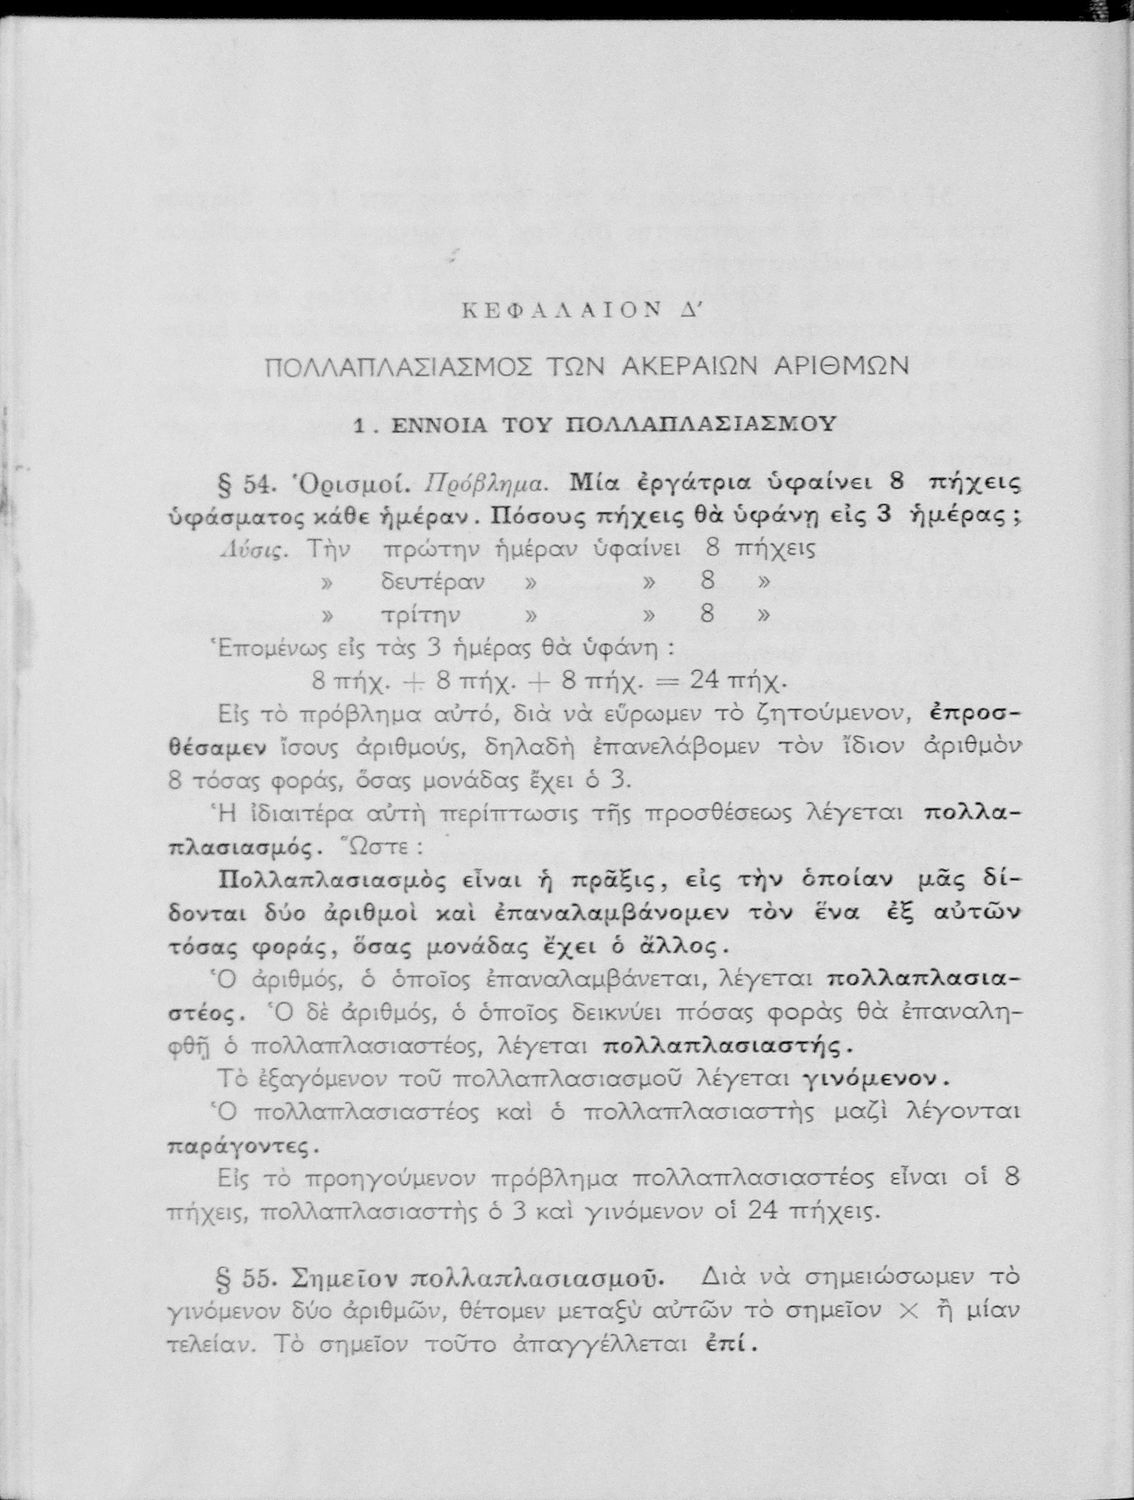 ΚΕΦΑΛΑΙΟΝ Δ′
ΠΟΛΛΑΠΛΑΣΙΑΣΜΟΣ ΤΩΝ ΑΚΕΡΑΙΩΝ ΑΡΙΘΜΩΝ
1. ΕΝΝΟΙΑ ΤΟΥ ΠΟΛΛΑΠΛΑΣΙΑΣΜΟΥ
§ 54. Ὁρισμοί. Πρόβλημα. Μία ἐργάτρια ὑφαίνει 8 πήχεις
ὑφάσματος κάθε ἡμέραν. Πόσους πήχεις θὰ ὑφάνῃ εἰς 3 ἡμέρας ;
Λύσις. Τὴν πρώτην ἡμέραν ὑφαίνει 8 πήχεις
» δευτέραν » » 8 »
» τρίτην » » 8 »
Ἑπομένως εἰς τὰς 3 ἡμέρας θὰ ὑφάνη :
8 πήχ. + 8 πήχ. + 8 πήχ. = 24 πήχ.
Εἰς τὸ πρόβλημα αὐτό, διὰ νὰ εὕρωμεν τὸ ζητούμενον, ἐπροσ-
θέσαμεν ἴσους ἀριθμούς, δηλαδὴ ἐπανελάβομεν τὸν ἴδιον ἀριθμὸν
8 τόσας φοράς, ὅσας μονάδας ἔχει ὁ 3.
Ἡ ἰδιαιτέρα αὐτὴ περίπτωσις τῆς προσθέσεως λέγεται πολλα-
πλασιασμός. Ὥστε :
Πολλαπλασιασμὸς εἶναι ἡ πρᾶξις, εἰς τὴν ὁποίαν μᾶς δί-
δονται δύο ἀριθμοὶ καὶ ἐπαναλαμβάνομεν τὸν ἕνα ἐξ αὐτῶν
τόσας φοράς, ὅσας μονάδας ἔχει ὁ ἄλλος.
Ὁ ἀριθμός, ὁ ὁποῖος ἐπαναλαμβάνεται, λέγεται πολλαπλασια-
στέος. Ὁ δὲ ἀριθμός, ὁ ὁποῖος δεικνύει πόσας φορὰς θὰ ἐπαναλη-
φθῇ ὁ πολλαπλασιαστέος, λέγεται πολλαπλασιαστής.
Τὸ ἐξαγόμενον τοῦ πολλαπλασιασμοῦ λέγεται γινόμενον.
Ὁ πολλαπλασιαστέος καὶ ὁ πολλαπλασιαστὴς μαζὶ λέγονται
παράγοντες.
Εἰς τὸ προηγούμενον πρόβλημα πολλαπλασιαστέος εἶναι οἱ 8
πήχεις, πολλαπλασιαστὴς ὁ 3 καὶ γινόμενον οἱ 24 πήχεις.
§ 55. Σημεῖον πολλαπλασιασμοῦ. Διὰ νὰ σημειώσωμεν τὸ
γινόμενον δύο ἀριθμῶν, θέτομεν μεταξὺ αὐτῶν τὸ σημεῖον × ἢ μίαν
τελείαν. Τὸ σημεῖον τοῦτο ἀπαγγέλλεται ἐπί.